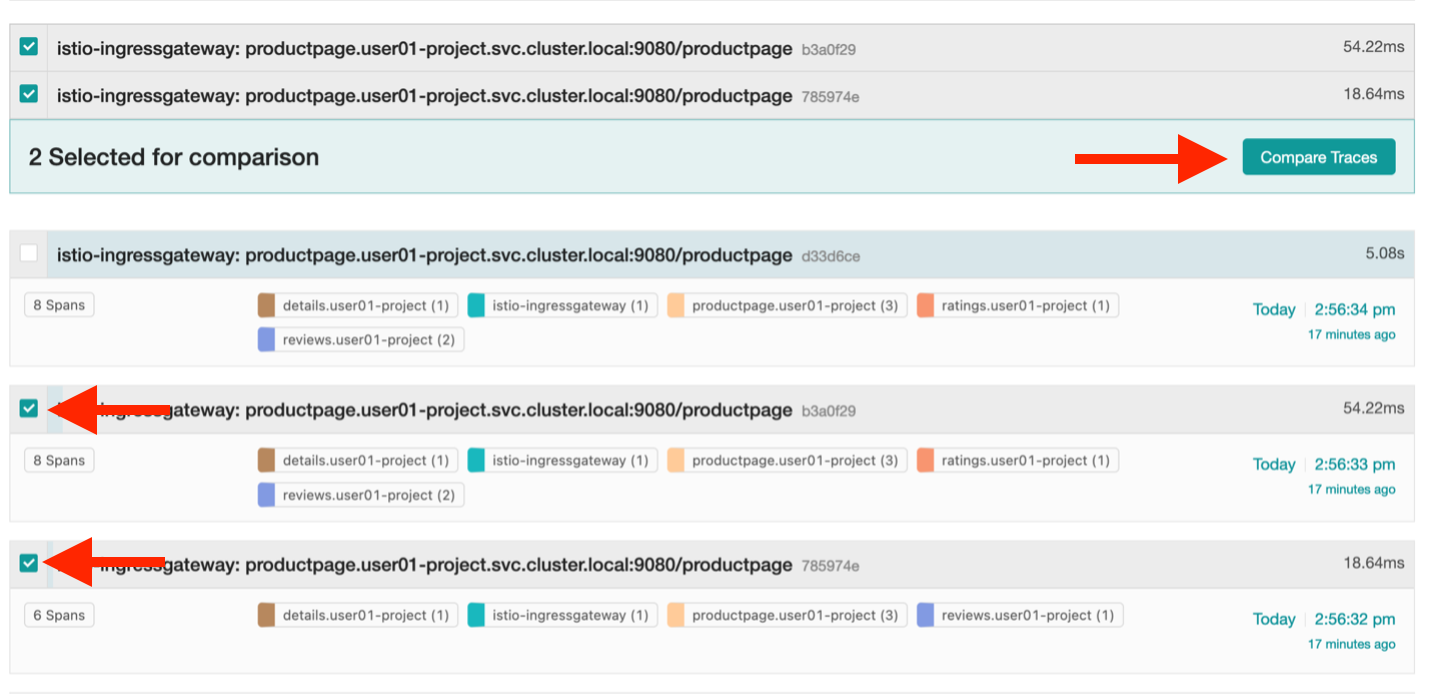 istio-ingressgateway: productpage.user01-project.svc.cluster.local:9080/productpage b3a0f29 54.22ms
istio-ingressgateway: productpage.user01-project.svc.cluster.local:9080/productpage 785974e 18.64ms
2 Selected for comparison Compare Traces
istio-ingressgateway: productpage.user01-project.svc.cluster.local:9080/productpage d33d6ce 5.08s
8 Spans details.user01-project (1) istio-ingressgateway (1) productpage.user01-project (3) ratings.user01-project (1) Today 2:56:34 pm
reviews.user01-project (2) 17 minutes ago
productpage.user01-project.svc.cluster.local:9080/productpage b3a0f29 54.22ms
8 Spans details.user01-project (1) istio-ingressgateway (1) productpage.user01-project (3) ratings.user01-project (1) Today 2:56:33 pm
reviews.user01-project (2) 17 minutes ago
productpage.user01-project.svc.cluster.local:9080/productpage 785974e 18.64ms
6 Spans details.user01-project (1) istio-ingressgateway (1) productpage.user01-project (3) reviews.user01-project (1) Today 2:56:32 pm
17 minutes ago